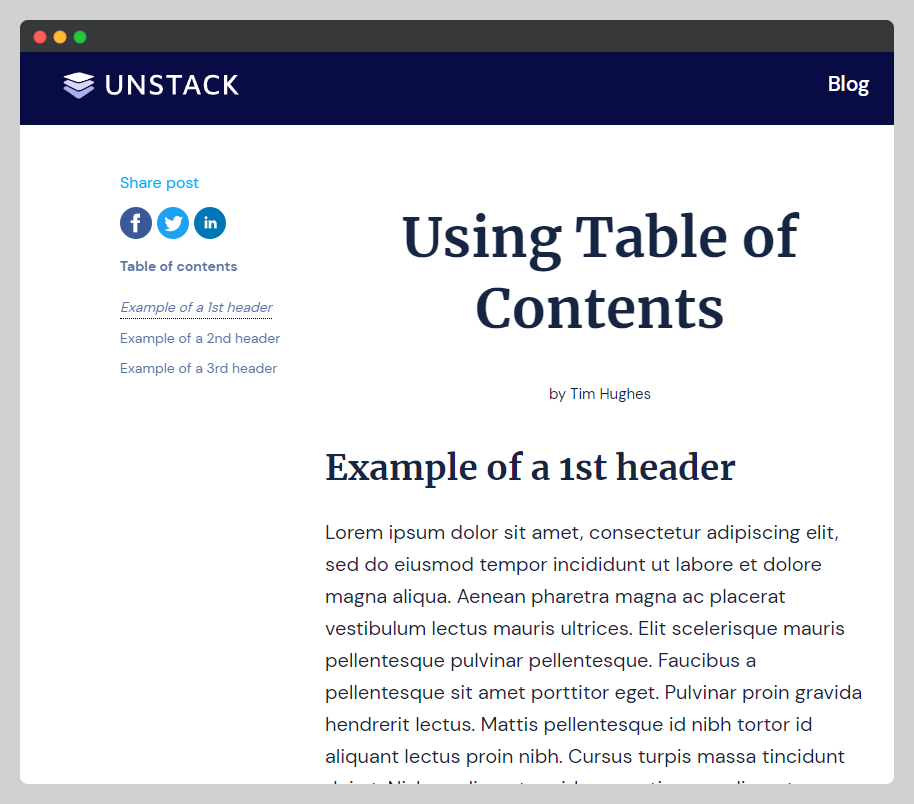 UNSTACK
Blog
Share post
Table of contents
Example of a 1st header
Example of a 2nd header
Example of a 3rd header
Using Table of
Contents
by Tim Hughes
Example of a 1st header
Lorem ipsum dolor sit amet, consectetur adipiscing elit,
sed do eiusmod tempor incididunt ut labore et dolore
magna aliqua. Aenean pharetra magna ac placerat
vestibulum lectus mauris ultrices. Elit scelerisque mauris
pellentesque pulvinar pellentesque. Faucibus a
pellentesque sit amet porttitor eget. Pulvinar proin gravida
hendrerit lectus. Mattis pellentesque id nibh tortor id
aliquant lectus proin nibh. Cursus turpis massa tincidunt